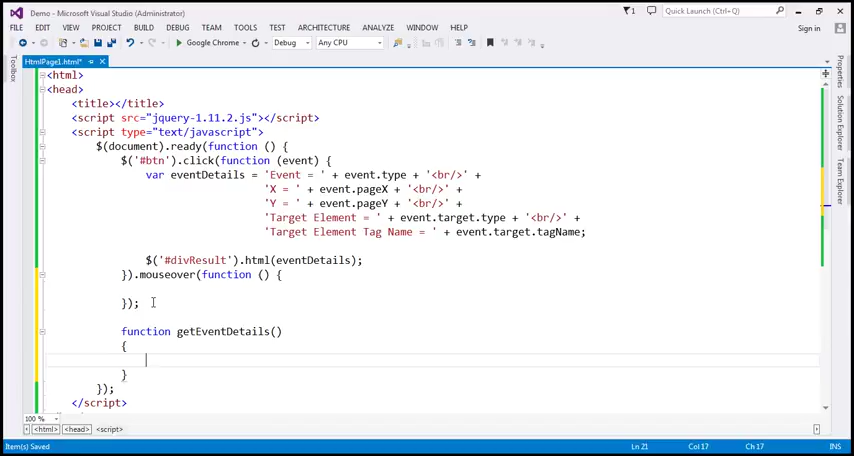 Demo - Microsoft Visual Studio (Administrator)
1
Quick Launch (Ctrl+Q)
FILE EDIT VIEW PROJECT BUILD DEBUG TEAM TOOLS TEST ARCHITECTURE ANALYZE WINDOW HELP
Sign in
Google Chrome
Debug
Any CPU
HtmlPage1.html*
Toolbox
Properties
Solution Explorer
Team Explorer
<html>
<head>
<title></title>
<script src="jquery-1.11.2.js"></script>
<script type="text/javascript">
$(document).ready(function () {
$('#btn').click(function (event) {
var eventDetails = 'Event = ' + event.type + '<br/>' +
'X = ' + event.pageX + '<br/>' +
'Y = ' + event.pageY + '<br/>' +
'Target Element = ' + event.target.type + '<br/>' +
'Target Element Tag Name = ' + event.target.tagName;
$('#divResult').html(eventDetails);
}).mouseover(function () {
});
function getEventDetails()
{
}
});
</script>
100 %
<html> <head> <script>
Item(s) Saved
Ln 21
Col 17
Ch 17
INS